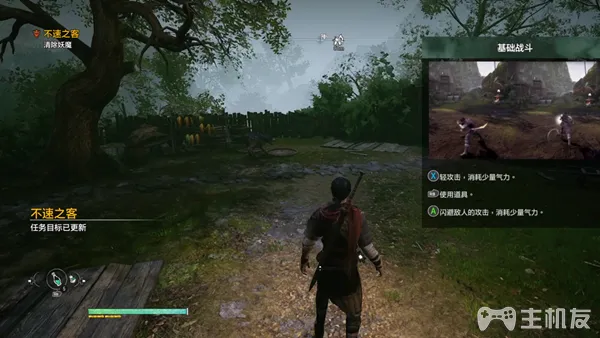 不速之客
清除妖魔
基础战斗
X轻攻击，消耗少量气力。
使用道具。
A闪避敌人的攻击，消耗少量气力。
不速之客
任务目标已更新
主机友